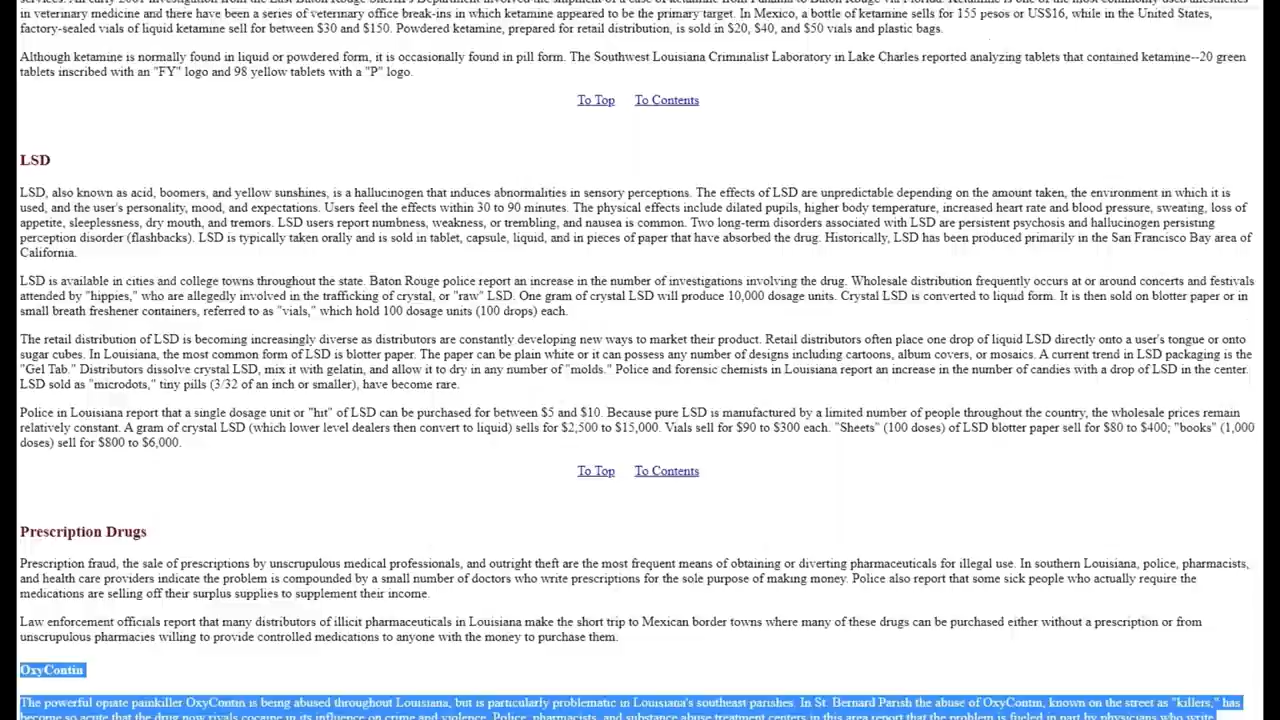 in veterinary medicine and there have been a series of veterinary office break-ins in which ketamine appeared to be the primary target. In Mexico, a bottle of ketamine sells for 155 pesos or US$16, while in the United States,
factory-sealed vials of liquid ketamine sell for between $30 and $150. Powdered ketamine, prepared for retail distribution, is sold in $20, $40, and $50 vials and plastic bags.
Although ketamine is normally found in liquid or powdered form, it is occasionally found in pill form. The Southwest Louisiana Criminalist Laboratory in Lake Charles reported analyzing tablets that contained ketamine--20 green
tablets inscribed with an "FY" logo and 98 yellow tablets with a "P" logo.
To Top To Contents
LSD
LSD, also known as acid, boomers, and yellow sunshines, is a hallucinogen that induces abnormalities in sensory perceptions. The effects of LSD are unpredictable depending on the amount taken, the environment in which it is
used, and the user's personality, mood, and expectations. Users feel the effects within 30 to 90 minutes. The physical effects include dilated pupils, higher body temperature, increased heart rate and blood pressure, sweating, loss of
appetite, sleeplessness, dry mouth, and tremors. LSD users report numbness, weakness, or trembling, and nausea is common. Two long-term disorders associated with LSD are persistent psychosis and hallucinogen persisting
perception disorder (flashbacks). LSD is typically taken orally and is sold in tablet, capsule, liquid, and in pieces of paper that have absorbed the drug. Historically, LSD has been produced primarily in the San Francisco Bay area of
California.
LSD is available in cities and college towns throughout the state. Baton Rouge police report an increase in the number of investigations involving the drug. Wholesale distribution frequently occurs at or around concerts and festivals
attended by "hippies," who are allegedly involved in the trafficking of crystal, or "raw" LSD. One gram of crystal LSD will produce 10,000 dosage units. Crystal LSD is converted to liquid form. It is then sold on blotter paper or in
small breath freshener containers, referred to as "vials," which hold 100 dosage units (100 drops) each.
The retail distribution of LSD is becoming increasingly diverse as distributors are constantly developing new ways to market their product. Retail distributors often place one drop of liquid LSD directly onto a user's tongue or onto
sugar cubes. In Louisiana, the most common form of LSD is blotter paper. The paper can be plain white or it can possess any number of designs including cartoons, album covers, or mosaics. A current trend in LSD packaging is the
"Gel Tab." Distributors dissolve crystal LSD, mix it with gelatin, and allow it to dry in any number of "molds." Police and forensic chemists in Louisiana report an increase in the number of candies with a drop of LSD in the center.
LSD sold as "microdots," tiny pills (3/32 of an inch or smaller), have become rare.
Police in Louisiana report that a single dosage unit or "hit" of LSD can be purchased for between $5 and $10. Because pure LSD is manufactured by a limited number of people throughout the country, the wholesale prices remain
relatively constant. A gram of crystal LSD (which lower level dealers then convert to liquid) sells for $2,500 to $15,000. Vials sell for $90 to $300 each. "Sheets" (100 doses) of LSD blotter paper sell for $80 to $400; "books" (1,000
doses) sell for $800 to $6,000.
To Top To Contents
Prescription Drugs
Prescription fraud, the sale of prescriptions by unscrupulous medical professionals, and outright theft are the most frequent means of obtaining or diverting pharmaceuticals for illegal use. In southern Louisiana, police, pharmacists,
and health care providers indicate the problem is compounded by a small number of doctors who write prescriptions for the sole purpose of making money. Police also report that some sick people who actually require the
medications are selling off their surplus supplies to supplement their income.
Law enforcement officials report that many distributors of illicit pharmaceuticals in Louisiana make the short trip to Mexican border towns where many of these drugs can be purchased either without a prescription or from
unscrupulous pharmacies willing to provide controlled medications to anyone with the money to purchase them.
OxyContin
The powerful opiate painkiller OxyContin is being abused throughout Louisiana, but is particularly problematic in Louisiana's southeast parishes. In St. Bernard Parish the abuse of OxyContin, known on the street as "killers," has
become so acute that the drug now rivals cocaine in its influence on crime and violence. Police, pharmacists, and substance abuse treatment centers in this area report that the problem is fueled in part by physicians who write